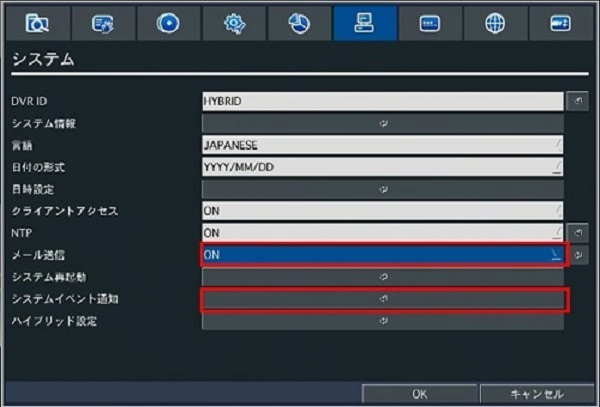 システム
DVR ID HYBRID
システム情報
言語 JAPANESE
日付の形式 YYYY/MM/DD
日時設定
クライアントアクセス ON
NTP ON
メール送信 ON
システム再起動
システムイベント通知
ハイブリッド設定
OK キャンセル